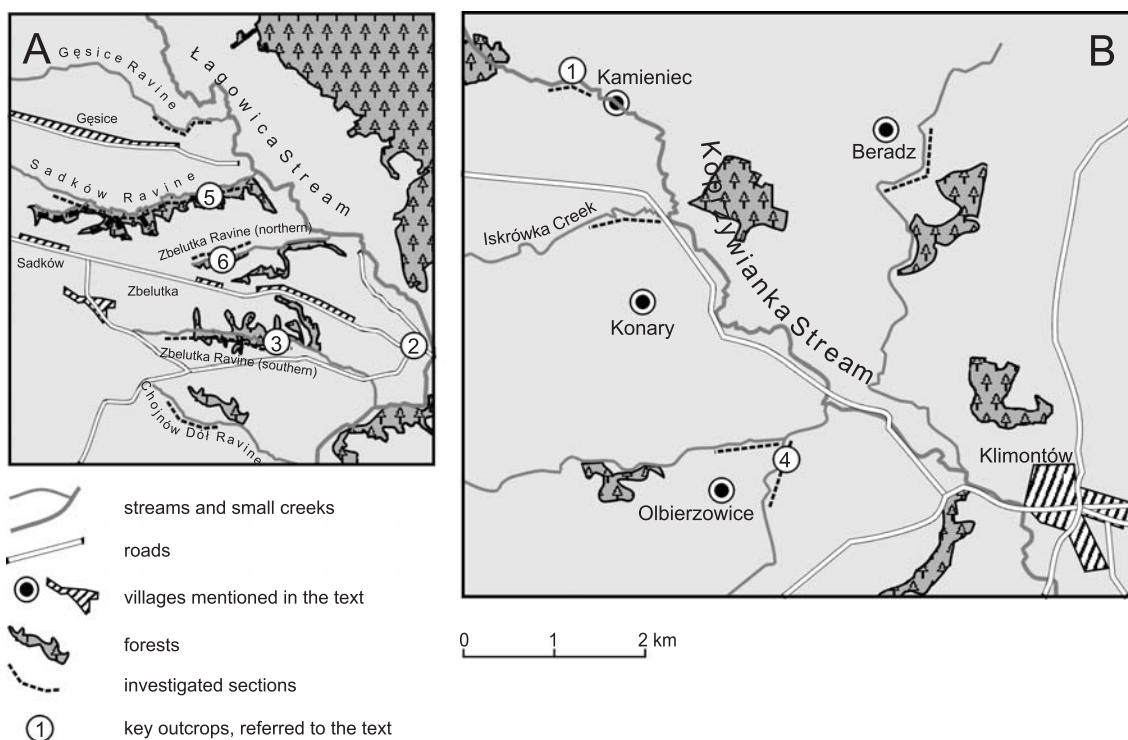 A
Gęsice Ravine
Łagowica Stream
Gęsice
Sadków Ravine
5
Zbelutka Ravine (northern)
6
Sadków
Zbelutka
3
2
Zbelutka Ravine (southern)
Chojnów Dół Ravine
B
1
Kamieniec
Beradz
Iskrówka Creek
Stream
Konary
4
Olbierzowice
Klimontów
streams and small creeks
roads
villages mentioned in the text
forests
investigated sections
1
key outcrops, referred to the text
0 1 2 km